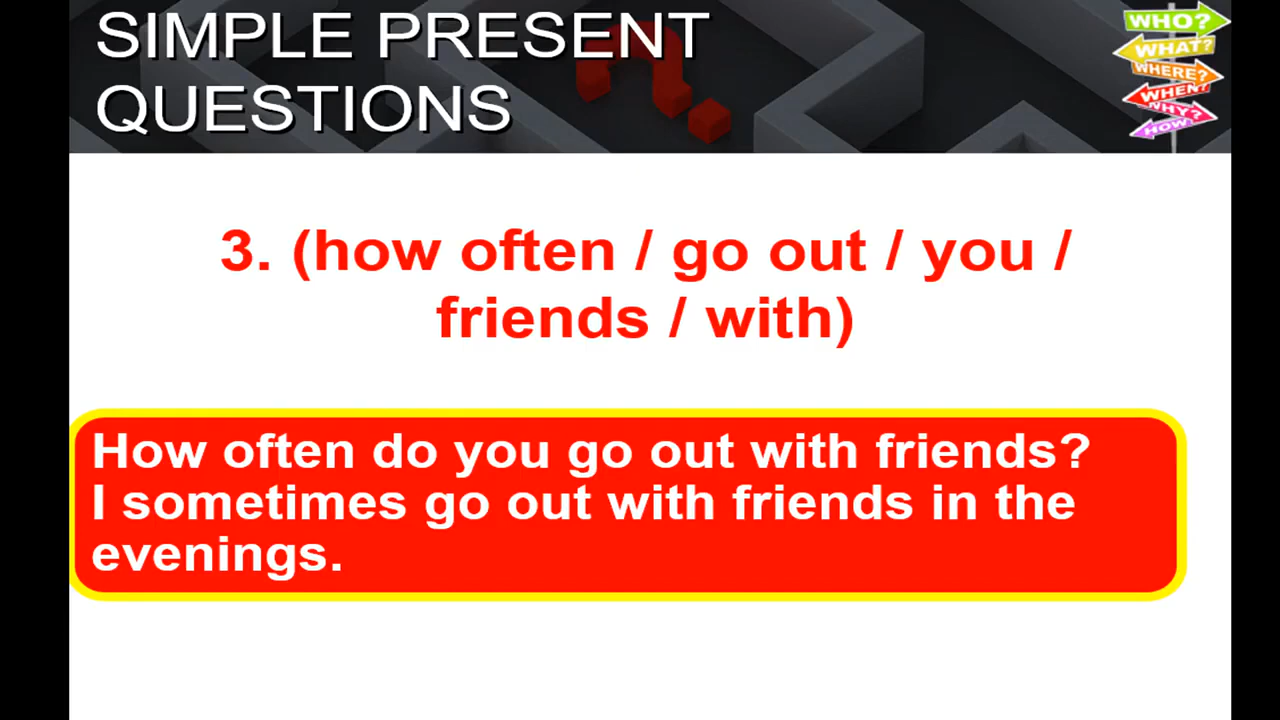 SIMPLE PRESENT
QUESTIONS
WHO?
WHAT?
WHERE?
WHEN?
WHY?
HOW
3. (how often / go out / you /
friends / with)
How often do you go out with friends?
I sometimes go out with friends in the
evenings.